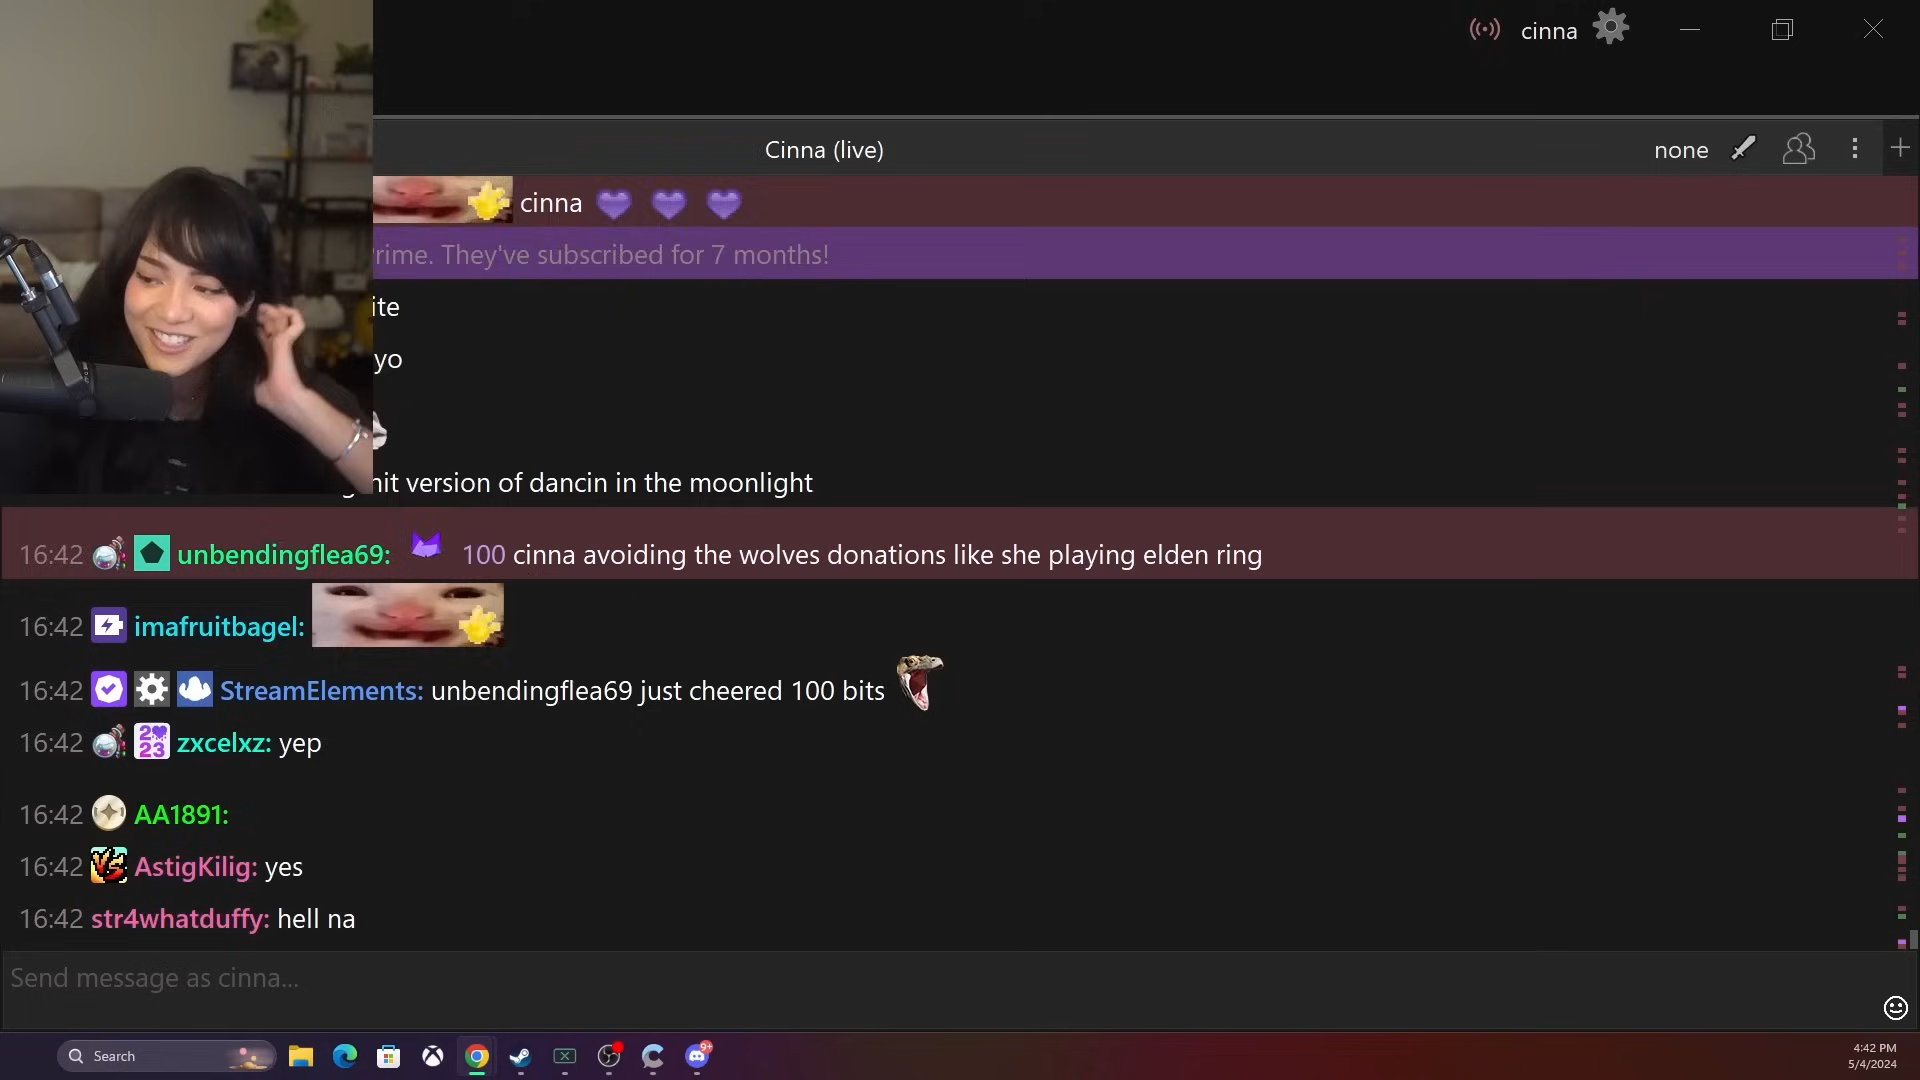 cinna
Cinna (live)
none
cinna
They've subscribed for 7 months!
yo
version of dancin in the moonlight
16:42 unbendingflea69: 100 cinna avoiding the wolves donations like she playing elden ring
16:42 imafruitbagel:
16:42 StreamElements: unbendingflea69 just cheered 100 bits
16:42 zxcelxz: yep
16:42 AA1891:
16:42 AstigKilig: yes
16:42 str4whatduffy: hell na
Send message as cinna...
Search
9+
4:42 PM
5/4/2024